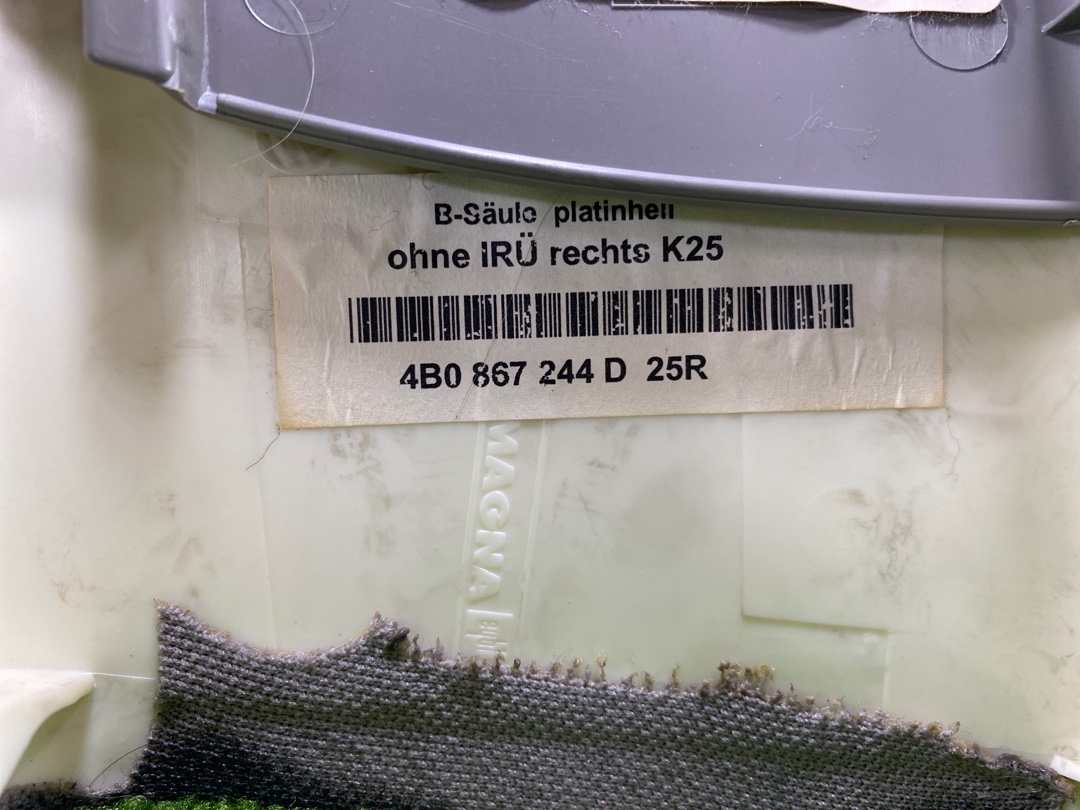 B-Säule platinhell
ohne IRÜ rechts K25
4B0 867 244 D 25R
MAGNA